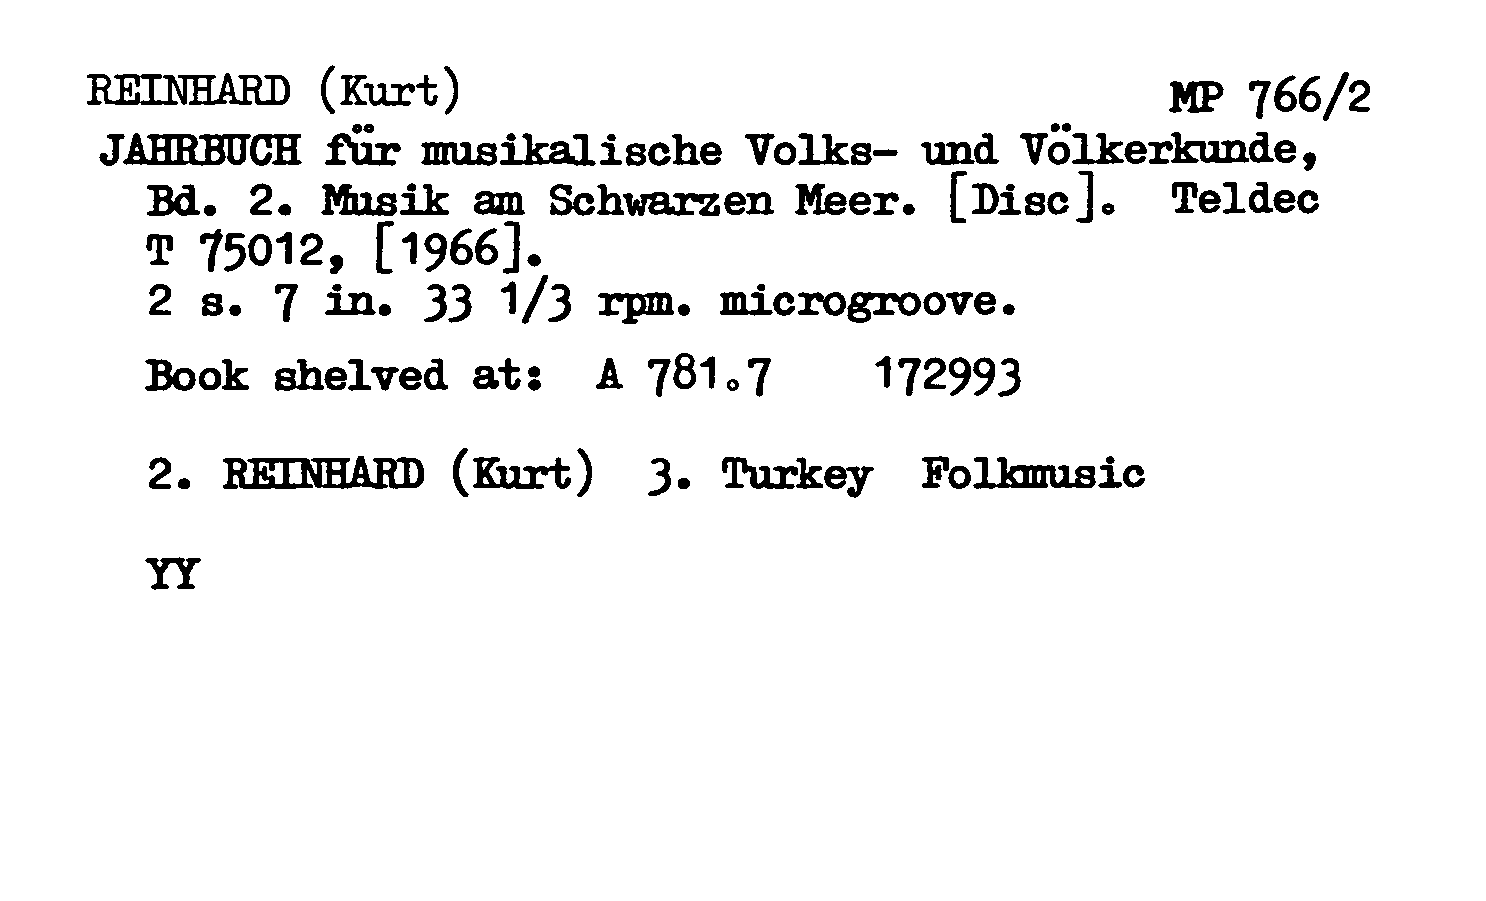 REINHARD (Kurt) MP 766/2
JAHRBUCH für musikalische Volks- und Völkerkunde,
Bd. 2. Musik am Schwarzen Meer. [Disc]. Teldec
T 75012, [1966].
2 s. 7 in. 33 1/3 rpm. microgroove.
Book shelved at: A 781.7 172993
2. REINHARD (Kurt) 3. Turkey Folkmusic
YY